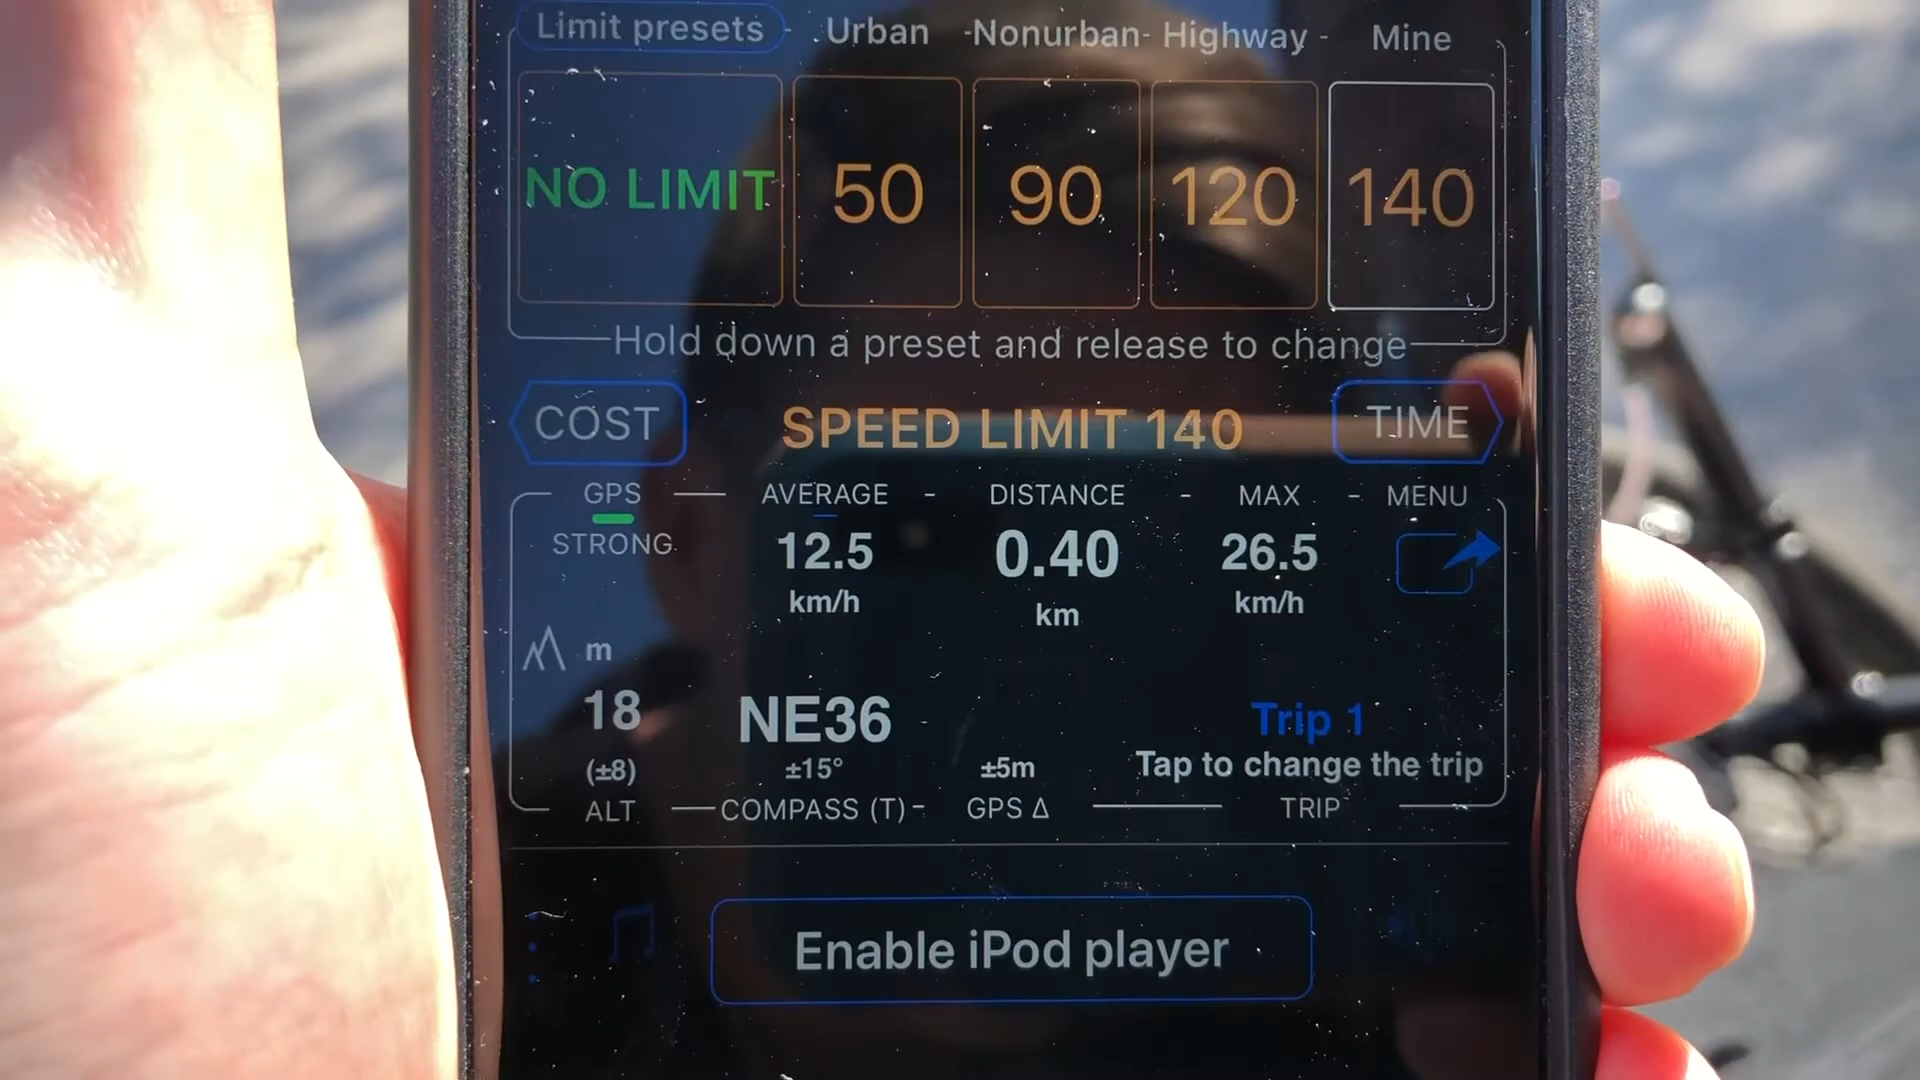 Limit presets - Urban - Nonurban - Highway - Mine
NO LIMIT 50 90 120 140
Hold down a preset and release to change
COST SPEED LIMIT 140 TIME
GPS AVERAGE - DISTANCE - MAX - MENU
STRONG 12.5 0.40 26.5
km/h km km/h
m
18 NE36 Trip 1
(±8) ±15° ±5m Tap to change the trip
ALT COMPASS (T) - GPS Δ TRIP
Enable iPod player